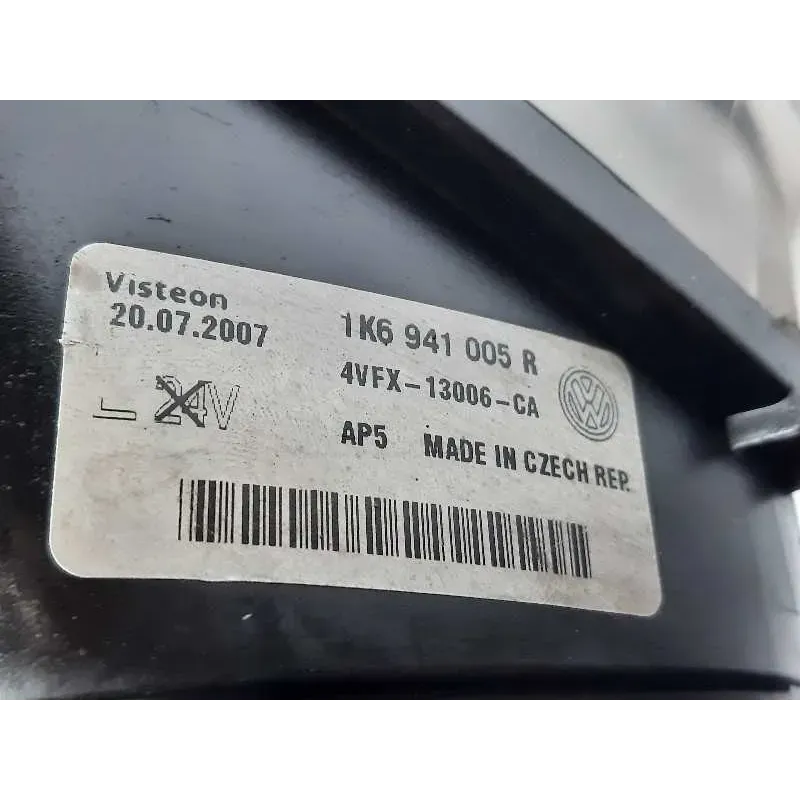 Visteon
20.07.2007
1K6 941 005 R
4VFX-13006-CA
24V
AP5 MADE IN CZECH REP.